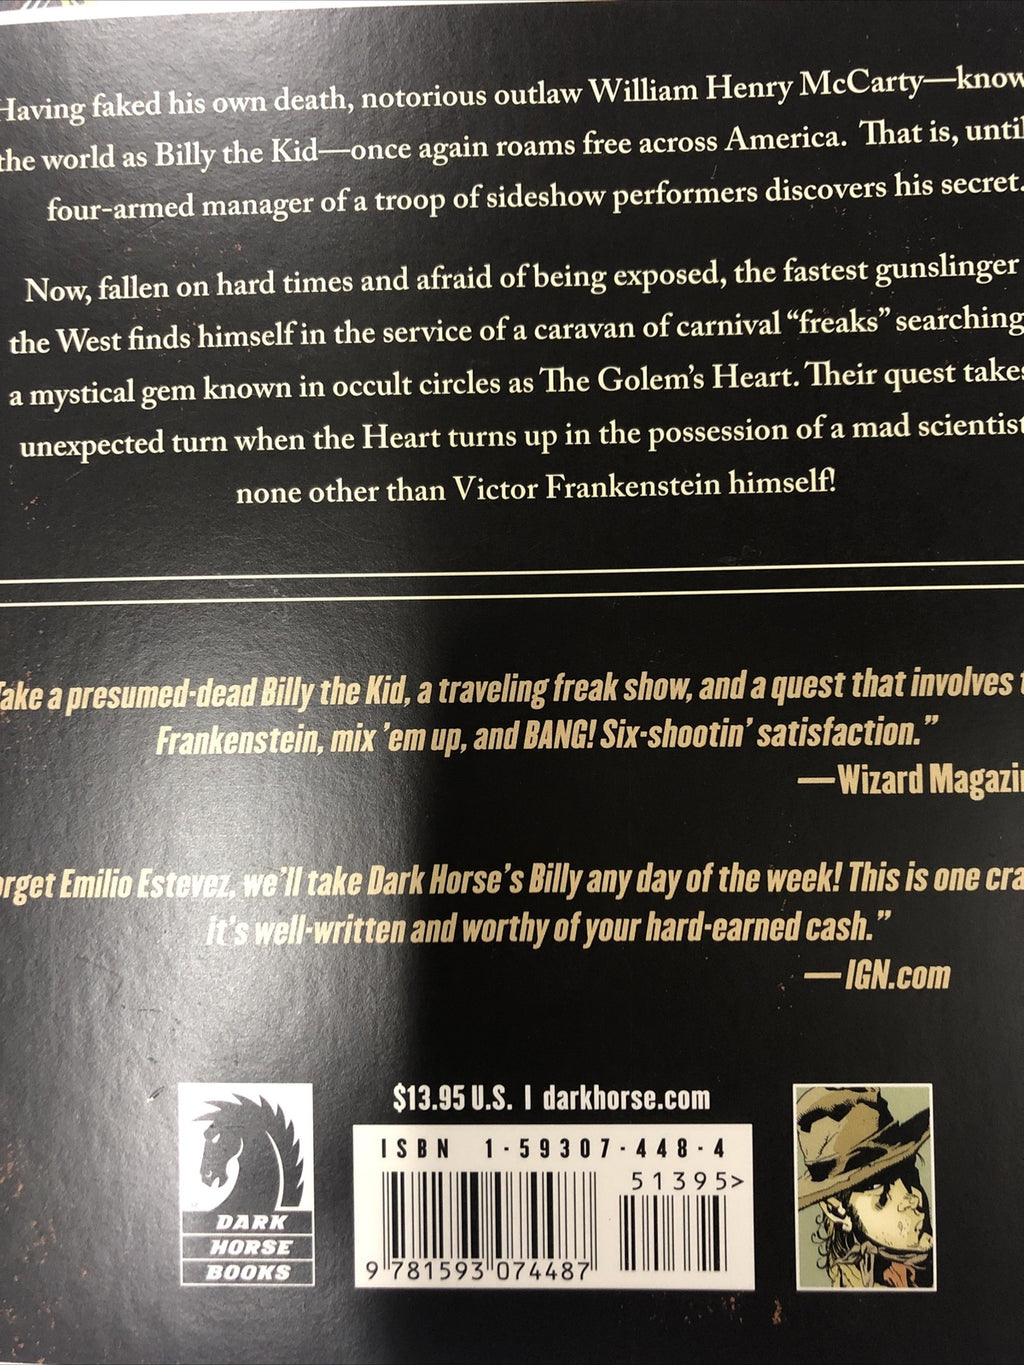 Having faked his own death, notorious outlaw William Henry McCarty—know
the world as Billy the Kid—once again roams free across America. That is, until
four-armed manager of a troop of sideshow performers discovers his secret.
Now, fallen on hard times and afraid of being exposed, the fastest gunslinger
the West finds himself in the service of a caravan of carnival “freaks” searching
a mystical gem known in occult circles as The Golem’s Heart. Their quest takes
unexpected turn when the Heart turns up in the possession of a mad scientist
none other than Victor Frankenstein himself!
Take a presumed-dead Billy the Kid, a traveling freak show, and a quest that involves
Frankenstein, mix ’em up, and BANG! Six-shootin’ satisfaction.”
—Wizard Magazin
orget Emilio Estevez, we’ll take Dark Horse’s Billy any day of the week! This is one cra
It’s well-written and worthy of your hard-earned cash.”
—IGN.com
$13.95 U.S. | darkhorse.com
ISBN 1-59307-448-4
51395>
9 781593 074487
DARK
HORSE
BOOKS